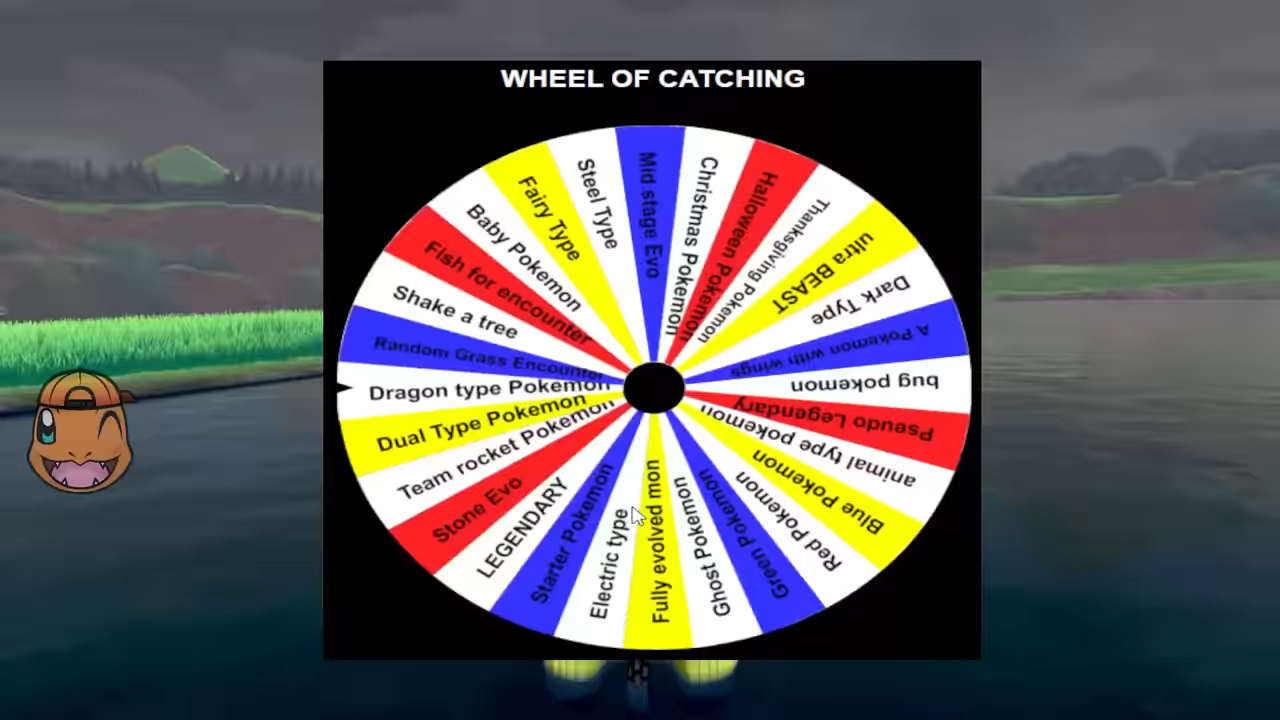 WHEEL OF CATCHING
Mid stage Evo
Christmas Pokemon
Halloween Pokemon
Thanksgiving Pokemon
ultra BEAST
Dark Type
A Pokemon with wings
bug pokemon
Pseudo Legendary
animal type pokemon
Blue Pokemon
Red Pokemon
Green Pokemon
Ghost Pokemon
Fully evolved mon
Electric type
Starter Pokemon
LEGENDARY
Stone Evo
Team rocket Pokemon
Dual Type Pokemon
Dragon type Pokemon
Random Grass Encounter
Shake a tree
Fish for encounter
Baby Pokemon
Fairy Type
Steel Type